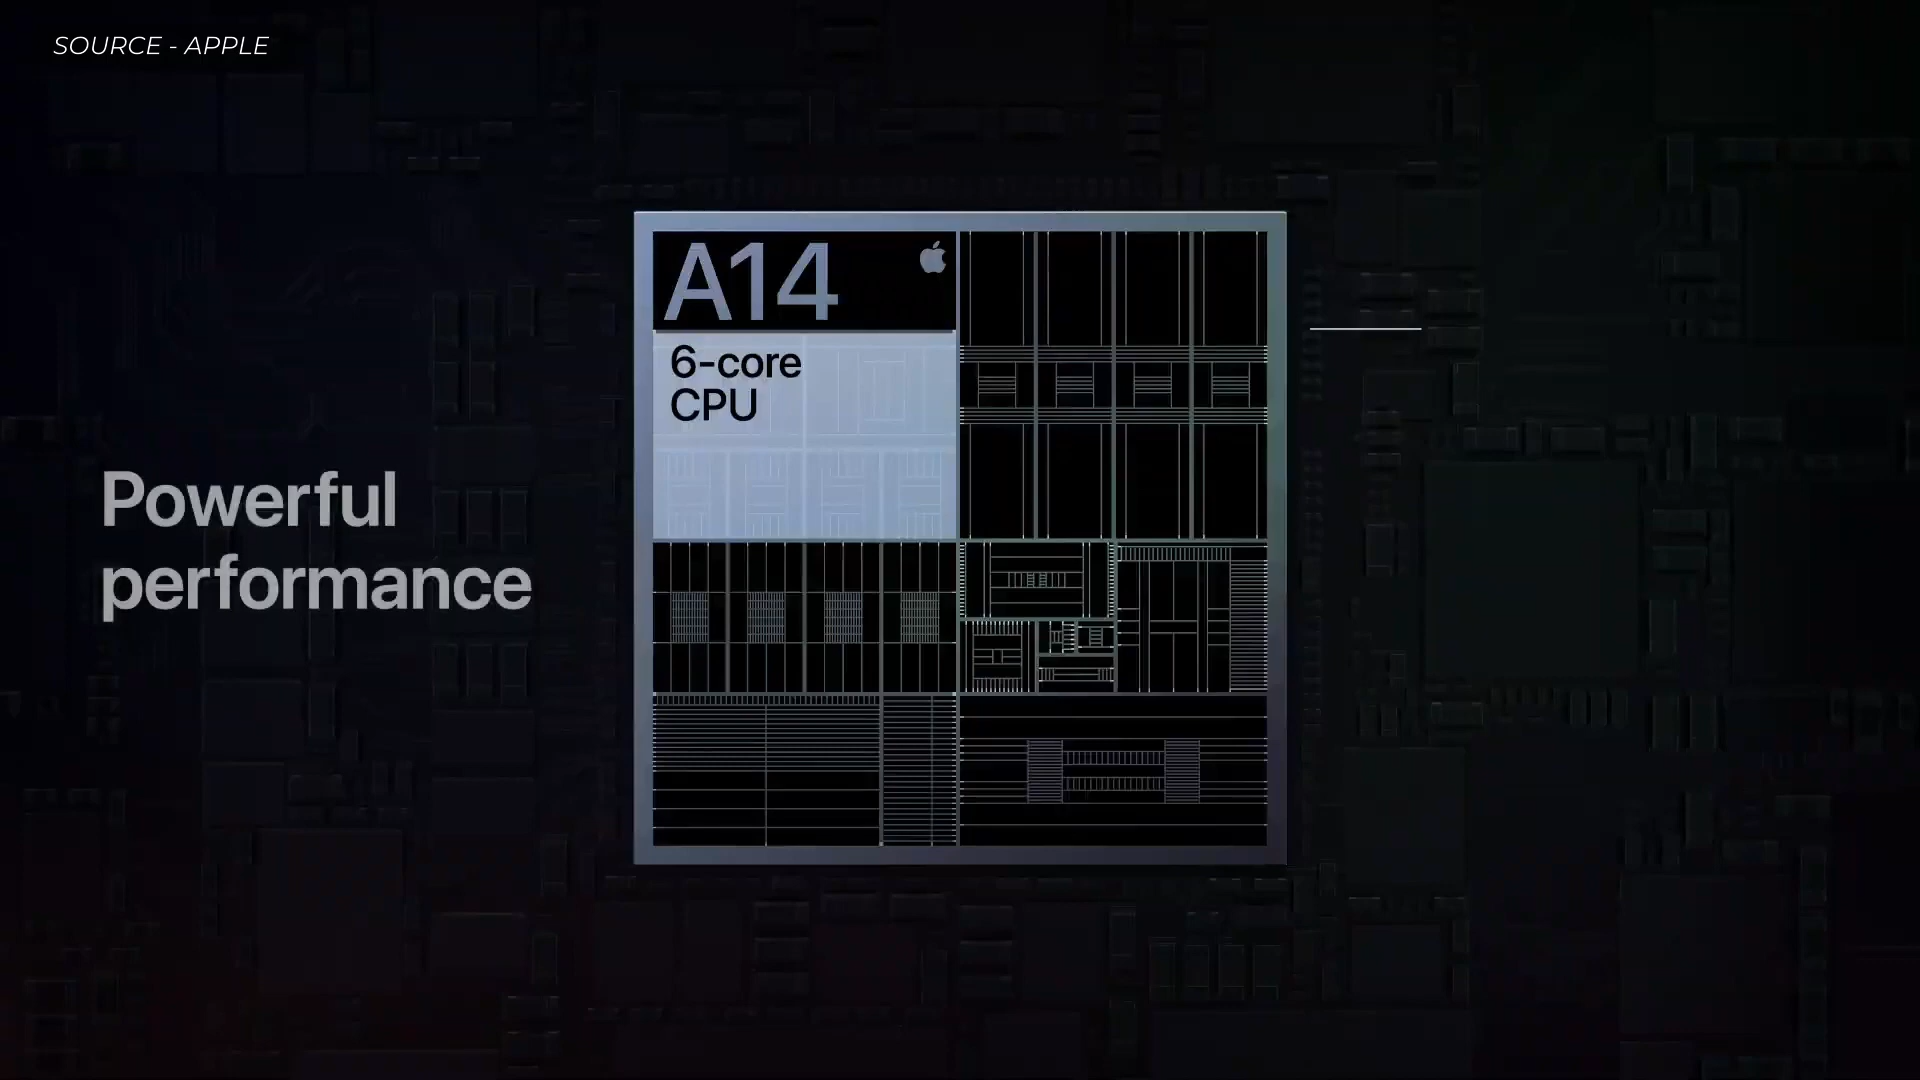 SOURCE - APPLE
A14
6-core
CPU
Powerful
performance